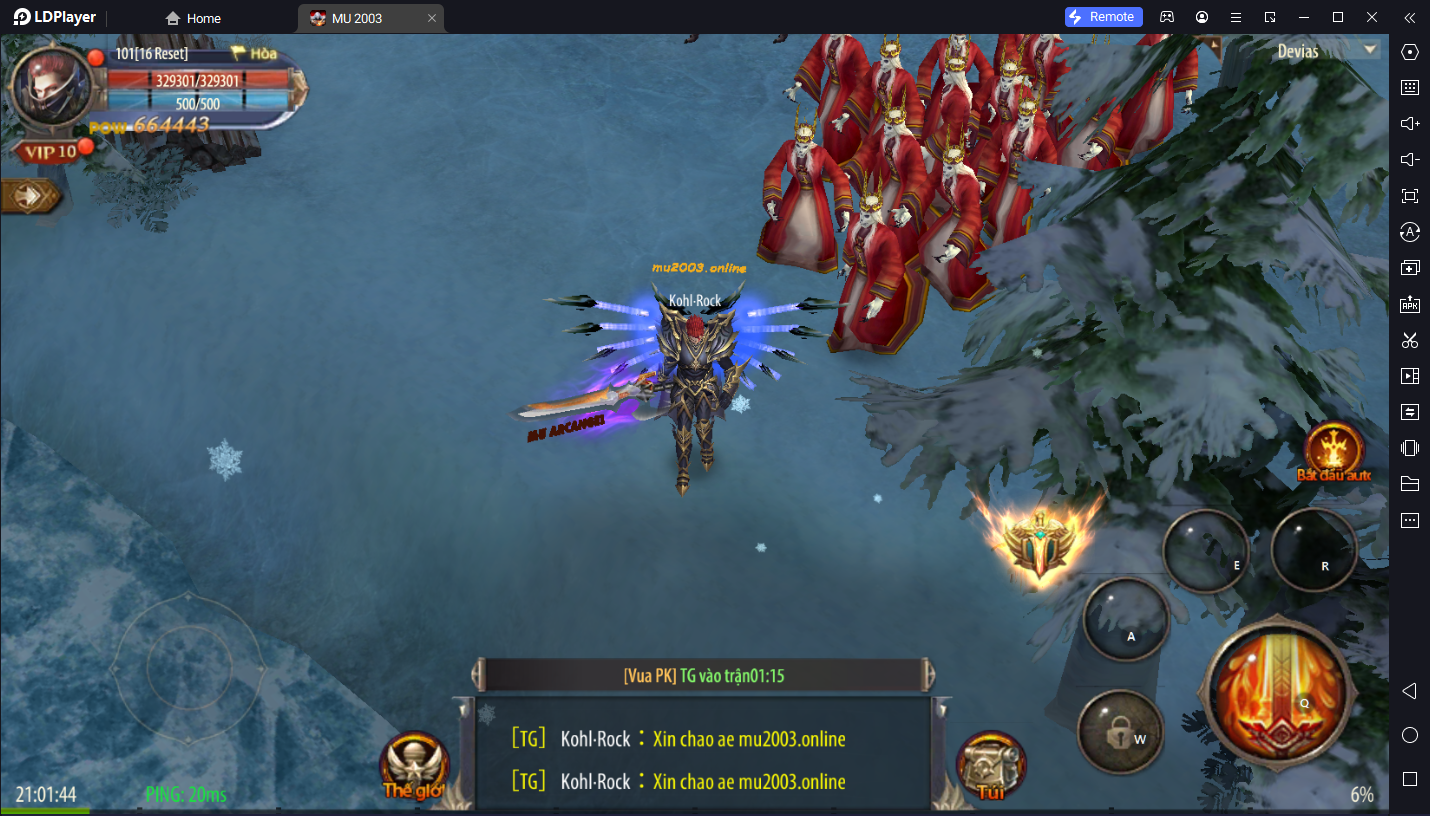 LDPlayer
Home
MU 2003
Remote
101[16 Reset]
Hòa
329301/329301
500/500
POW 664443
VIP 10
Devias
mu2003.online
Kohl·Rock
MU ARCANGEL
Bắt đầu auto
E
R
A
Q
W
[Vua PK] TG vào trận01:15
[TG] Kohl·Rock : Xin chao ae mu2003.online
[TG] Kohl·Rock : Xin chao ae mu2003.online
Thế giới
Túi
21:01:44
PING: 20ms
6%
APK